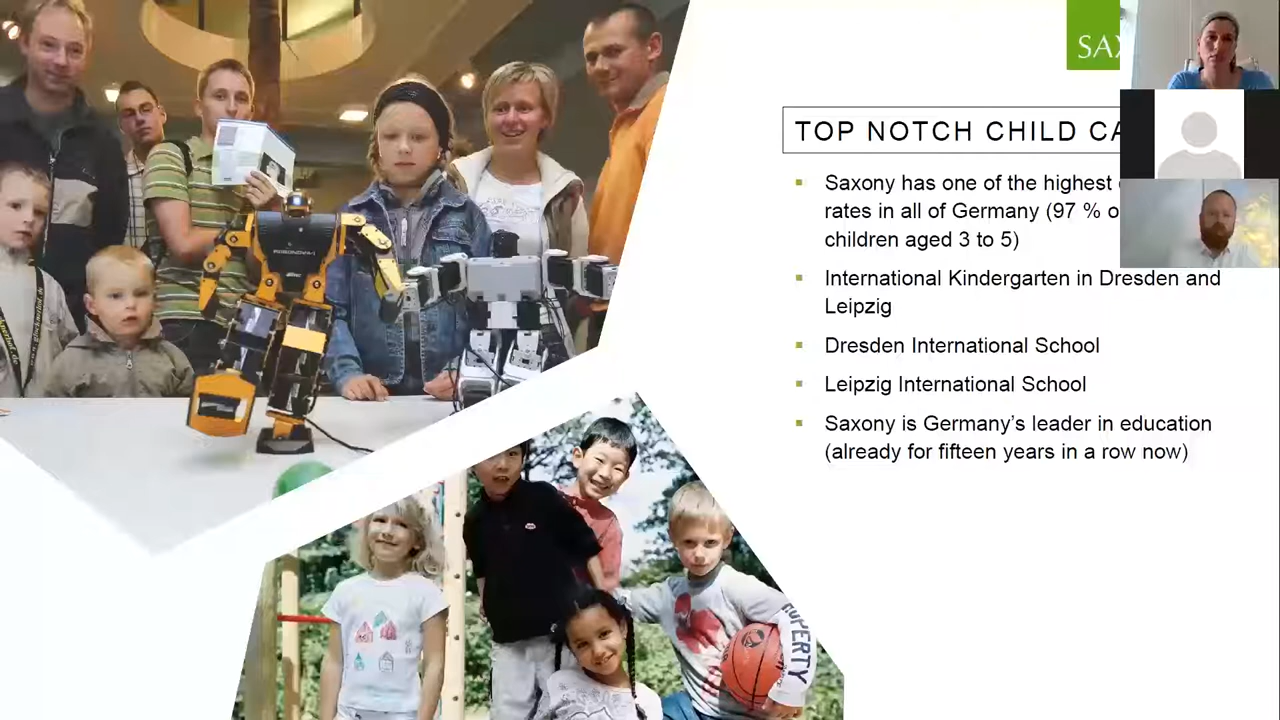 SAX
TOP NOTCH CHILD CA
Saxony has one of the highest
rates in all of Germany (97 % o
children aged 3 to 5)
International Kindergarten in Dresden and
Leipzig
Dresden International School
Leipzig International School
Saxony is Germany's leader in education
(already for fifteen years in a row now)
PROPERTY